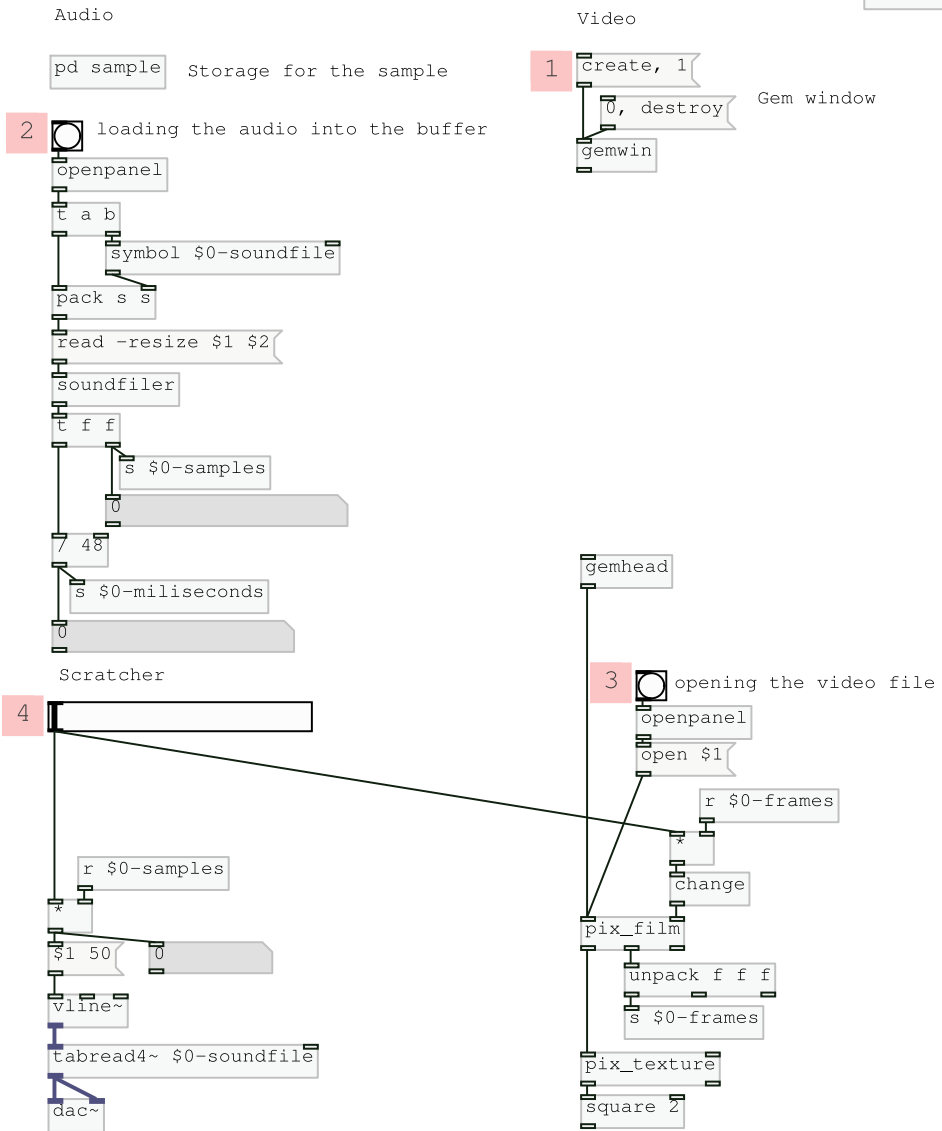 Audio
pd sample
Storage for the sample
2
loading the audio into the buffer
openpanel
t a b
symbol $0-soundfile
pack s s
read -resize $1 $2
soundfiler
t f f
s $0-samples
0
/ 48
s $0-miliseconds
0
Scratcher
4
r $0-samples
*
$1 50
0
vline~
tabread4~ $0-soundfile
dac~
Video
1
create, 1
0, destroy
Gem window
gemwin
gemhead
3
opening the video file
openpanel
open $1
r $0-frames
*
change
pix_film
unpack f f f
s $0-frames
pix_texture
square 2